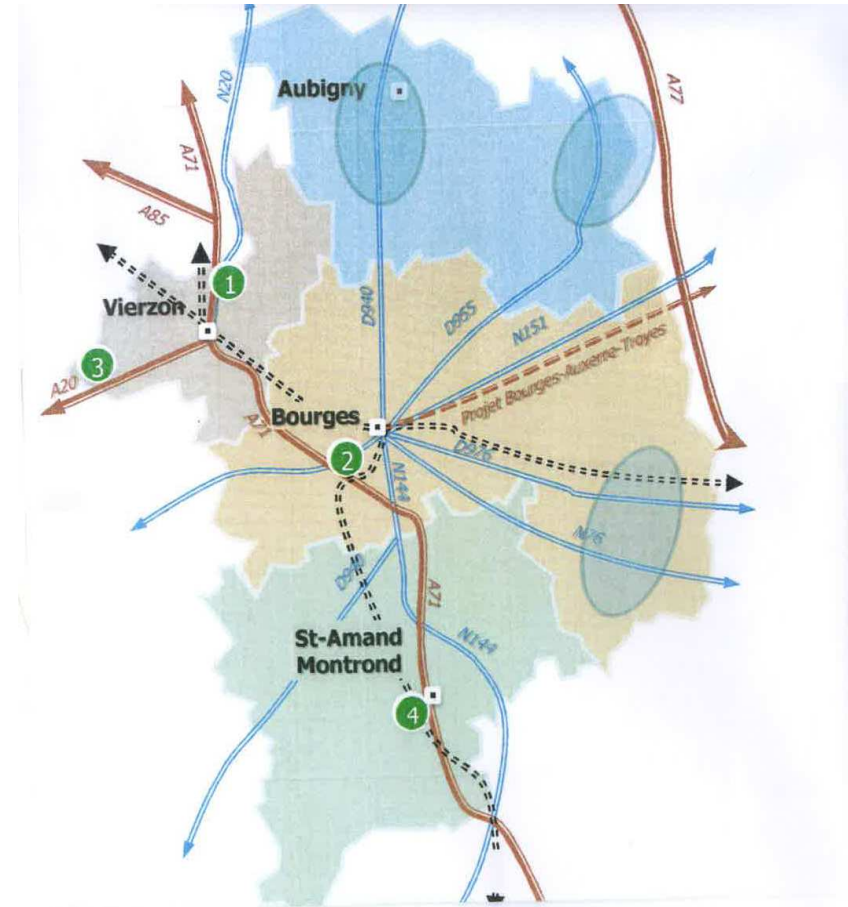 N20
A77
Aubigny
A71
A85
1
Vierzon
D940
D955
N151
3
A20
Projet Bourges-Auxerre-Troyes
Bourges
A71
2
D976
N144
N76
D940
A71
St-Amand
Montrond
N144
4